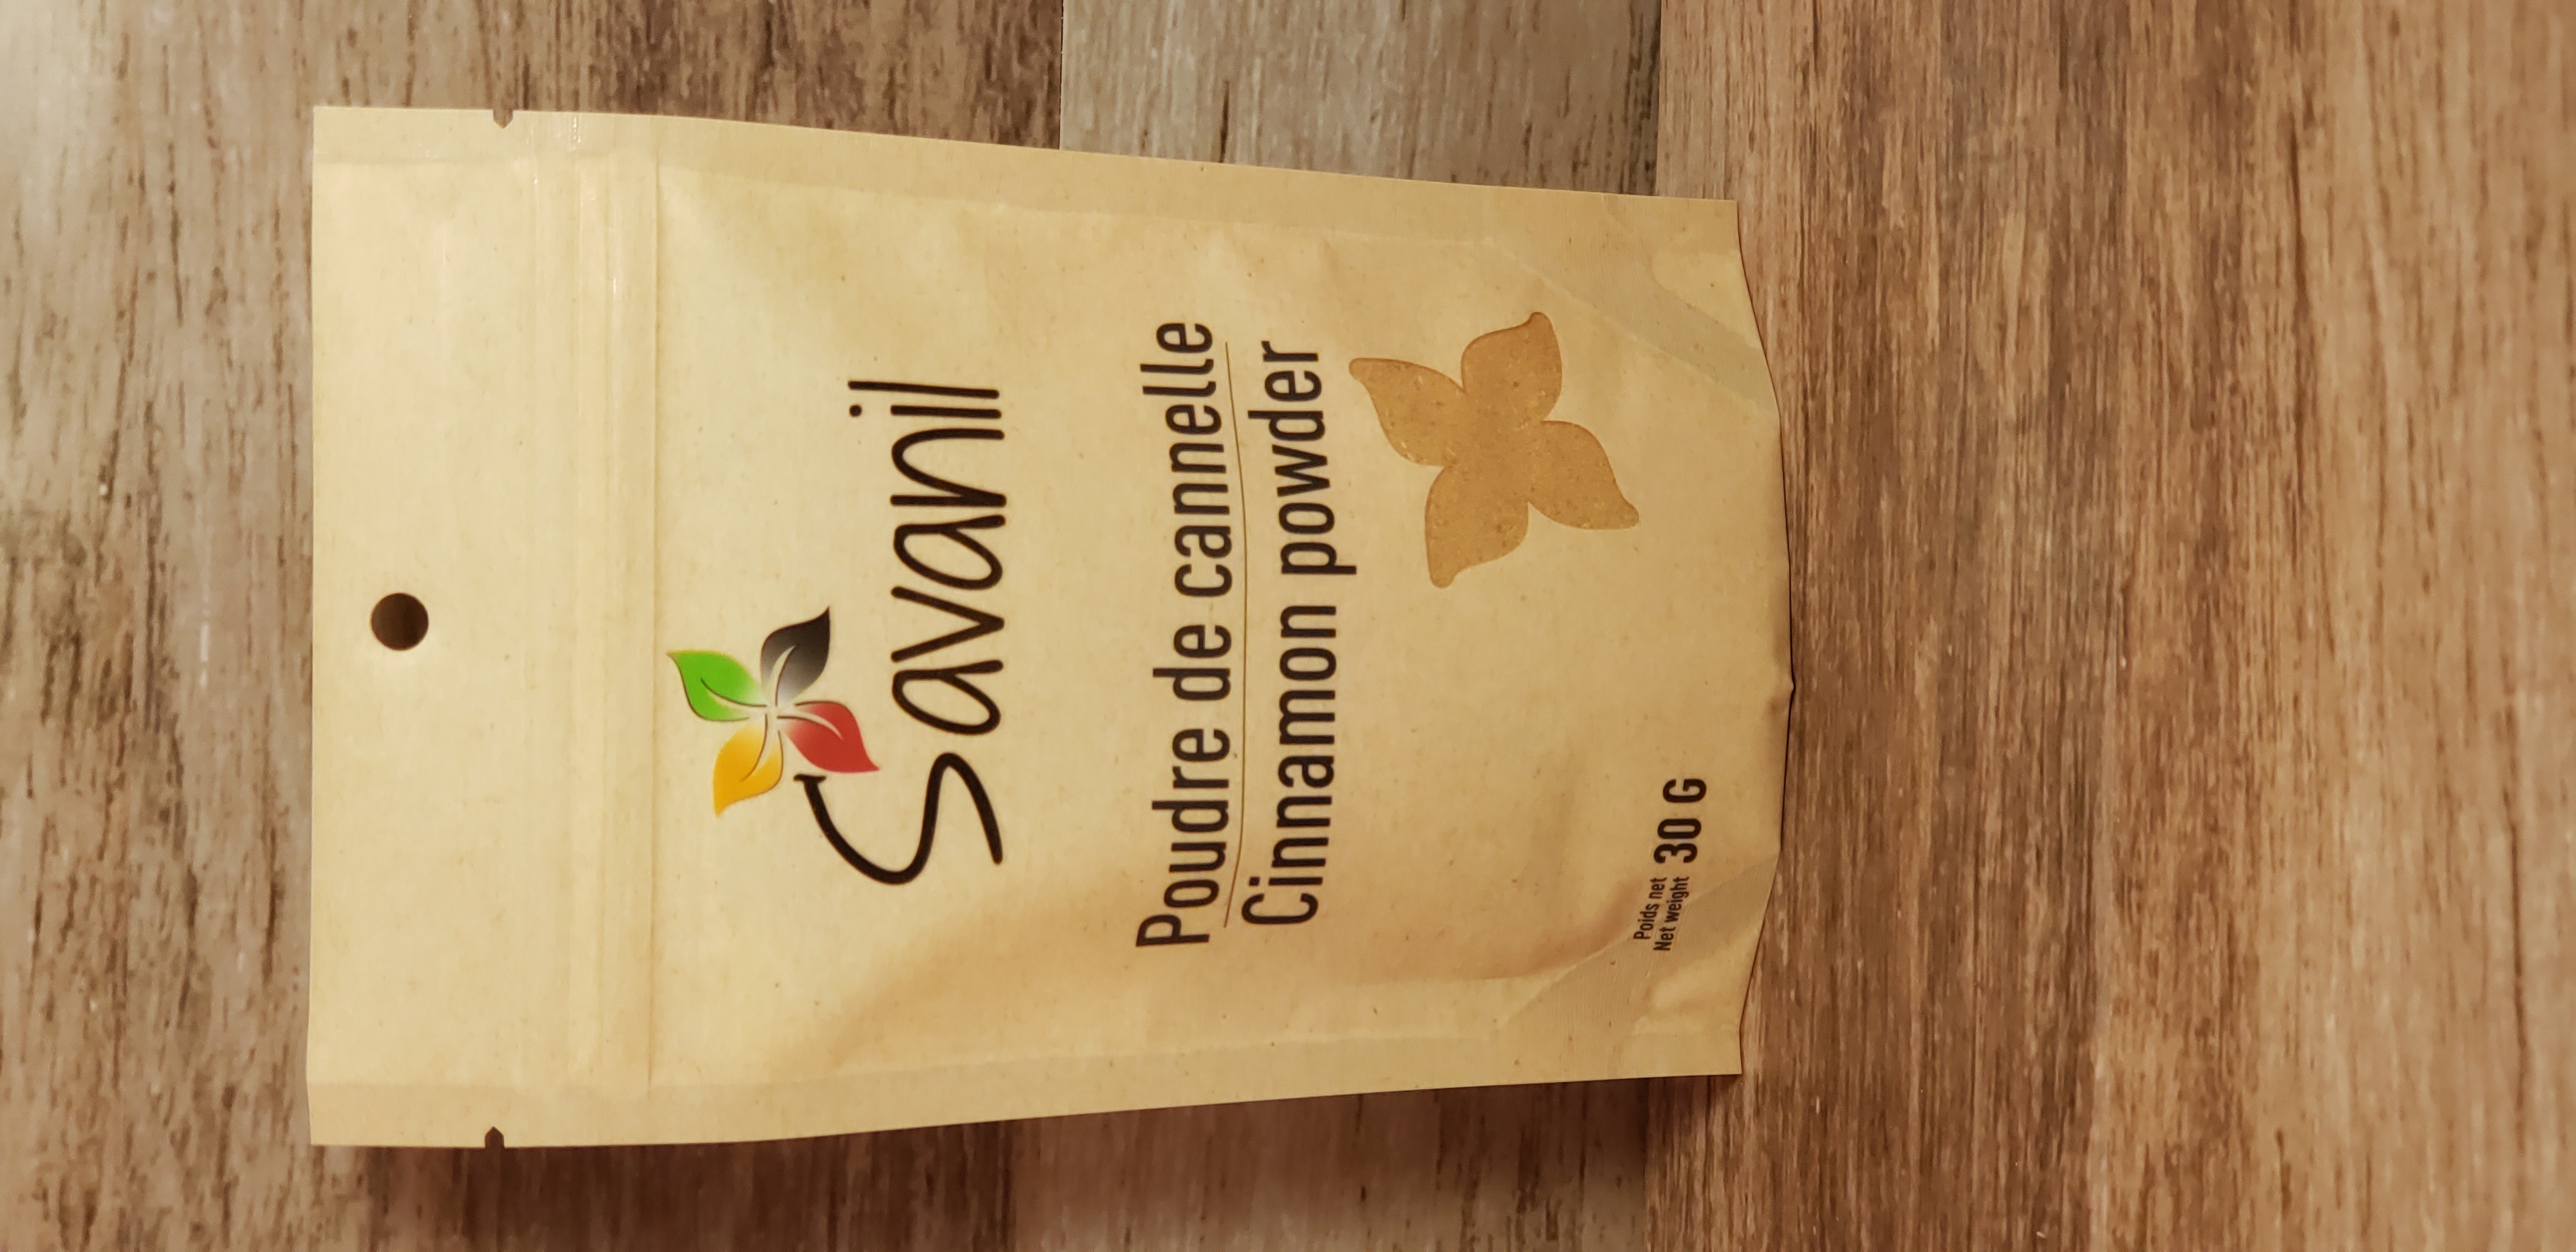 Savanil
Poudre de cannelle
Cinnamon powder
Poids net
Net weight 30 G